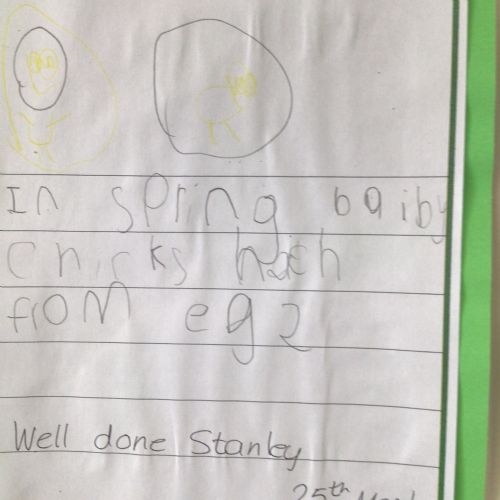 In spring baiby
chicks hach
from egz
Well done Stanley
25th